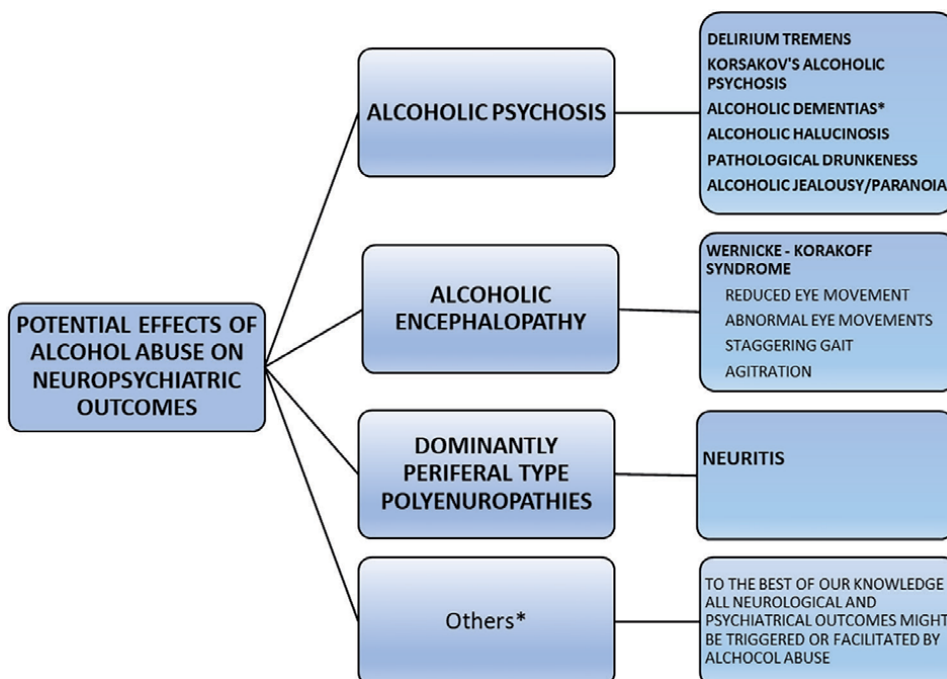 POTENTIAL EFFECTS OF
ALCOHOL ABUSE ON
NEUROPSYCHIATRIC
OUTCOMES
ALCOHOLIC PSYCHOSIS
DELIRIUM TREMENS
KORSAKOV'S ALCOHOLIC
PSYCHOSIS
ALCOHOLIC DEMENTIAS*
ALCOHOLIC HALUCINOSIS
PATHOLOGICAL DRUNKENESS
ALCOHOLIC JEALOUSY/PARANOIA
ALCOHOLIC
ENCEPHALOPATHY
WERNICKE - KORAKOFF
SYNDROME
REDUCED EYE MOVEMENT
ABNORMAL EYE MOVEMENTS
STAGGERING GAIT
AGITRATION
DOMINANTLY
PERIFERAL TYPE
POLYENUROPATHIES
NEURITIS
Others*
TO THE BEST OF OUR KNOWLEDGE
ALL NEUROLOGICAL AND
PSYCHIATRICAL OUTCOMES MIGHT
BE TRIGGERED OR FACILITATED BY
ALCHOCOL ABUSE